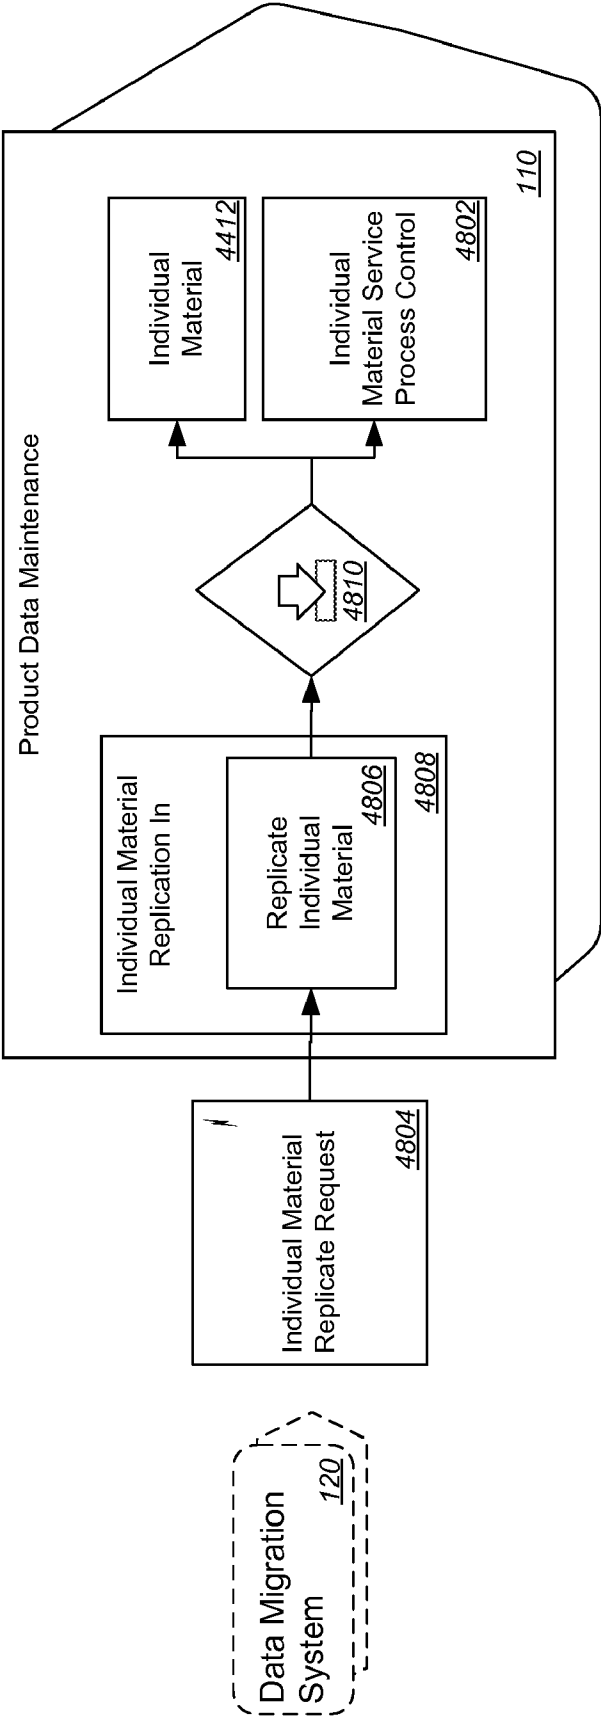 Data Migration
System
120
Individual Material
Replicate Request
4804
Product Data Maintenance
Individual Material
Replication In
Replicate
Individual
Material
4806
4808
4810
Individual
Material
4412
Individual
Material Service
Process Control
4802
110